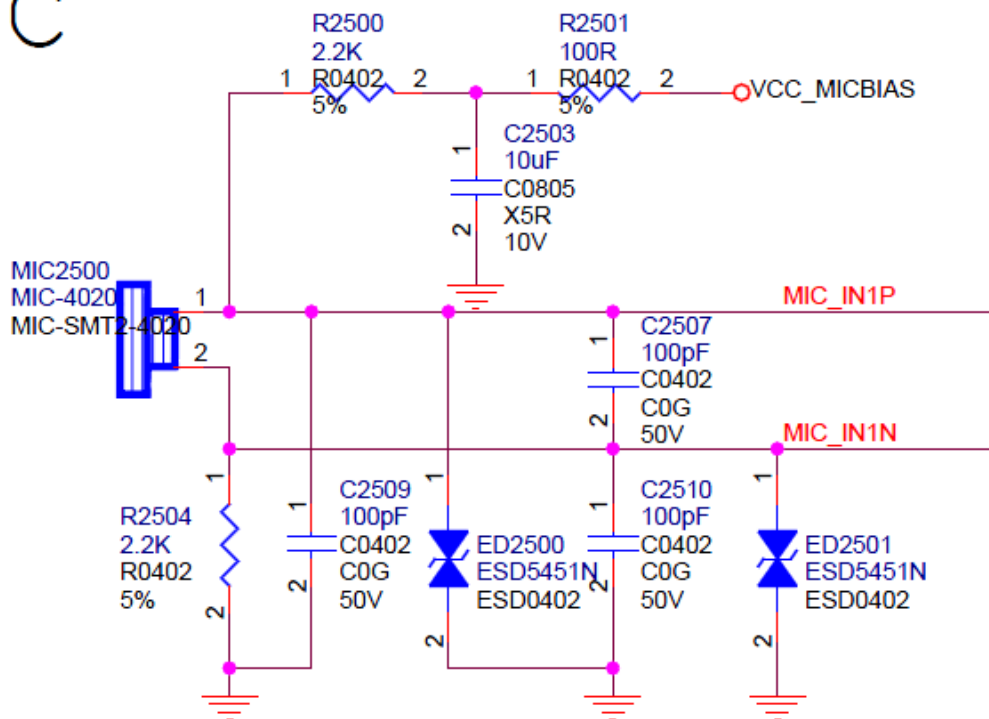 C
R2500
2.2K
R0402
5%
1
2
R2501
100R
R0402
5%
1
2
VCC_MICBIAS
1
C2503
10uF
C0805
X5R
10V
2
MIC2500
MIC-4020
MIC-SMT2-4020
1
2
MIC_IN1P
1
C2507
100pF
C0402
C0G
50V
2
MIC_IN1N
1
R2504
2.2K
R0402
5%
2
1
C2509
100pF
C0402
C0G
50V
2
1
ED2500
ESD5451N
ESD0402
2
1
C2510
100pF
C0402
C0G
50V
2
1
ED2501
ESD5451N
ESD0402
2